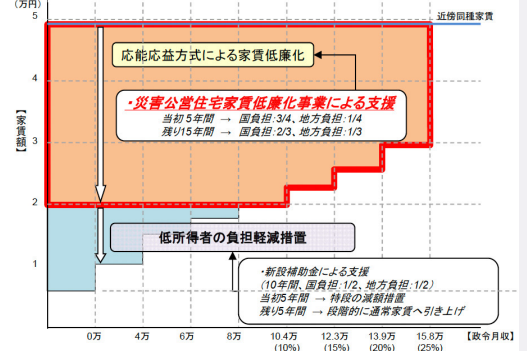 (万円)
近傍同種家賃
5
応能応益方式による家賃低廉化
4
・災害公営住宅家賃低廉化事業による支援
当初5年間 → 国負担:3/4、地方負担:1/4
残り15年間 → 国負担:2/3、地方負担:1/3
【家賃額】
3
2
低所得者の負担軽減措置
1
・新設補助金による支援
(10年間、国負担:1/2、地方負担:1/2)
当初5年間 → 特段の減額措置
残り5年間 → 段階的に通常家賃へ引き上げ
0万 4万 6万 8万 10.4万 12.3万 13.9万 15.8万 【政令月収】
(10%) (15%) (20%) (25%)